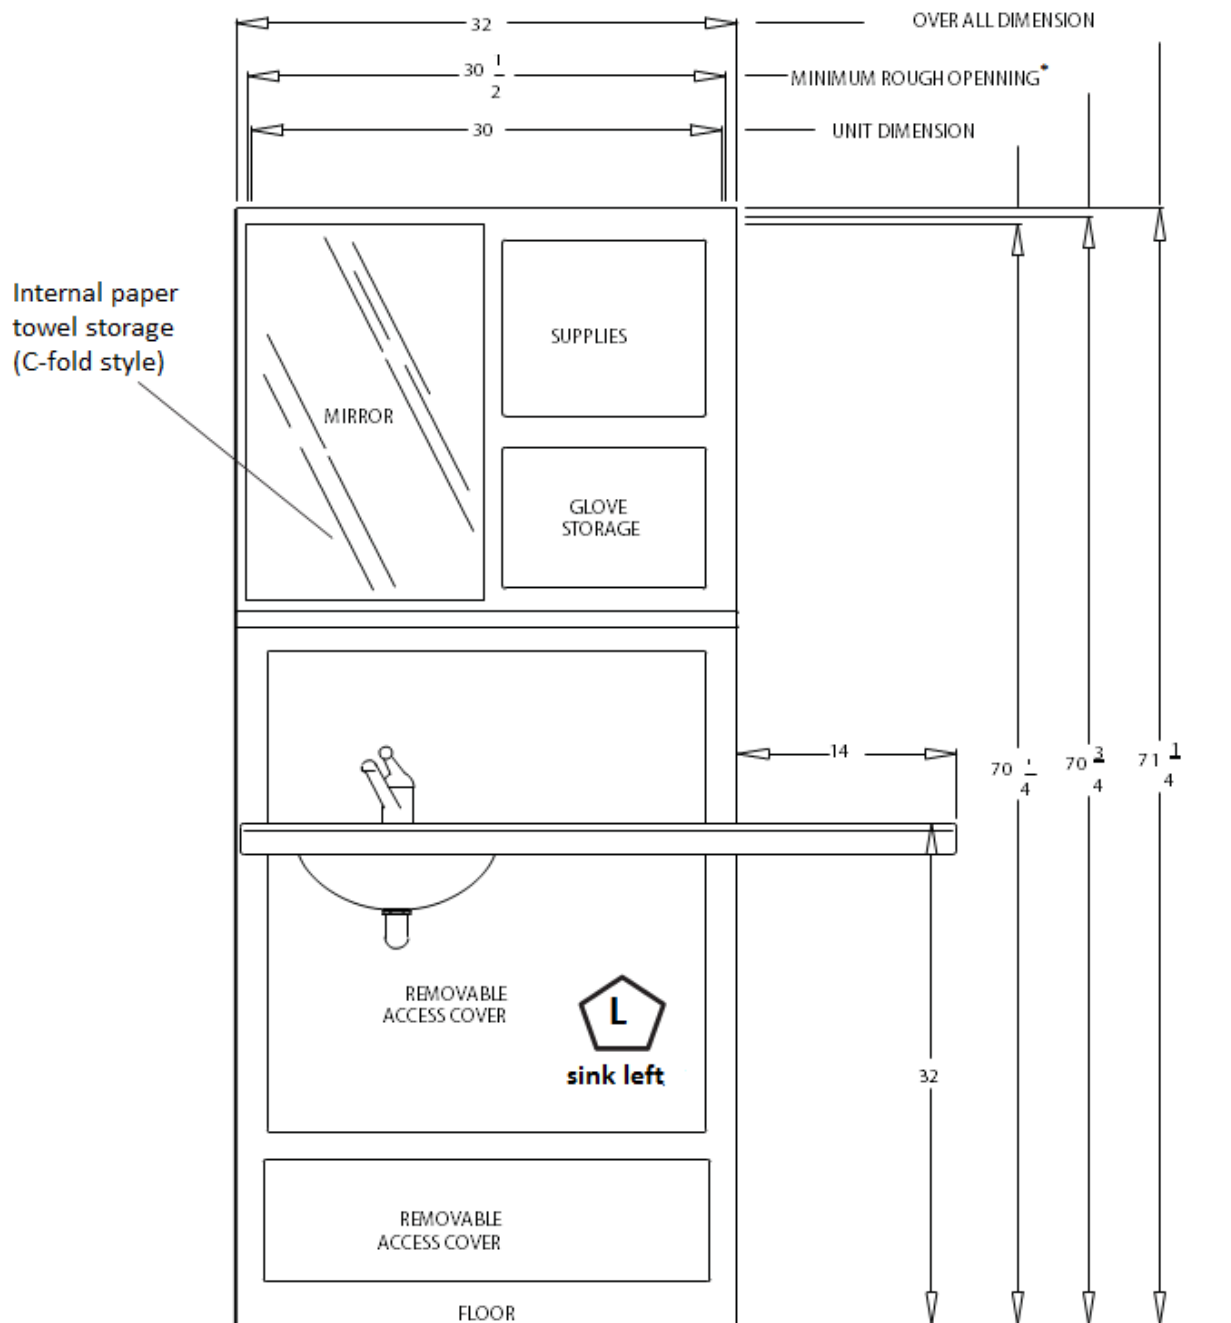 32
OVER ALL DIMENSION
30 1/2
MINIMUM ROUGH OPENNING*
30
UNIT DIMENSION
Internal paper
towel storage
(C-fold style)
SUPPLIES
MIRROR
GLOVE
STORAGE
14
70 1/4
70 3/4
71 1/4
REMOVABLE
ACCESS COVER
L
sink left
32
REMOVABLE
ACCESS COVER
FLOOR